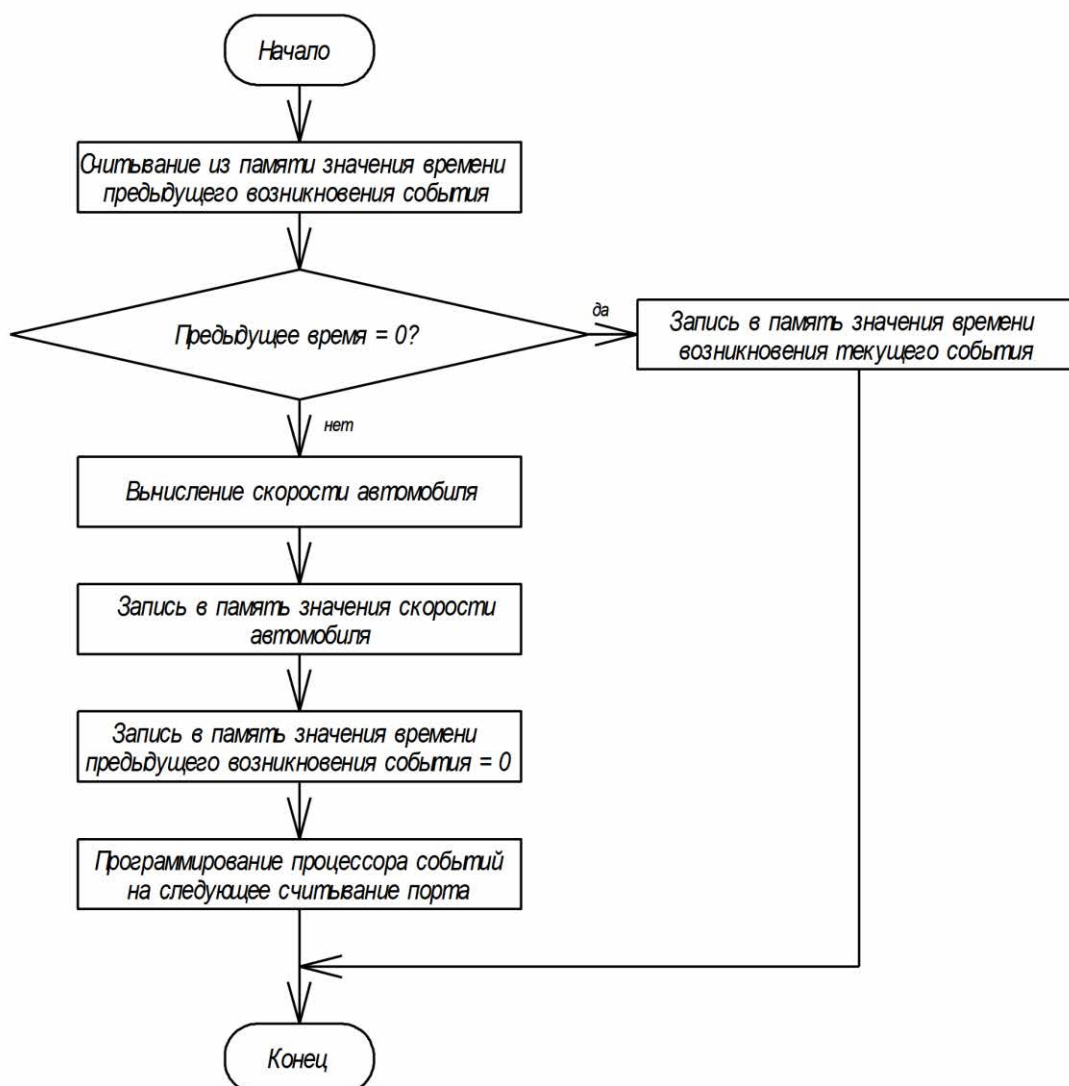 Начало
Считывание из памяти значения времени
предыдущего возникновения события
Предыдущее время = 0?
да
Запись в память значения времени
возникновения текущего события
нет
Вычисление скорости автомобиля
Запись в память значения скорости
автомобиля
Запись в память значения времени
предыдущего возникновения события = 0
Программирование процессора событий
на следующее считывание порта
Конец